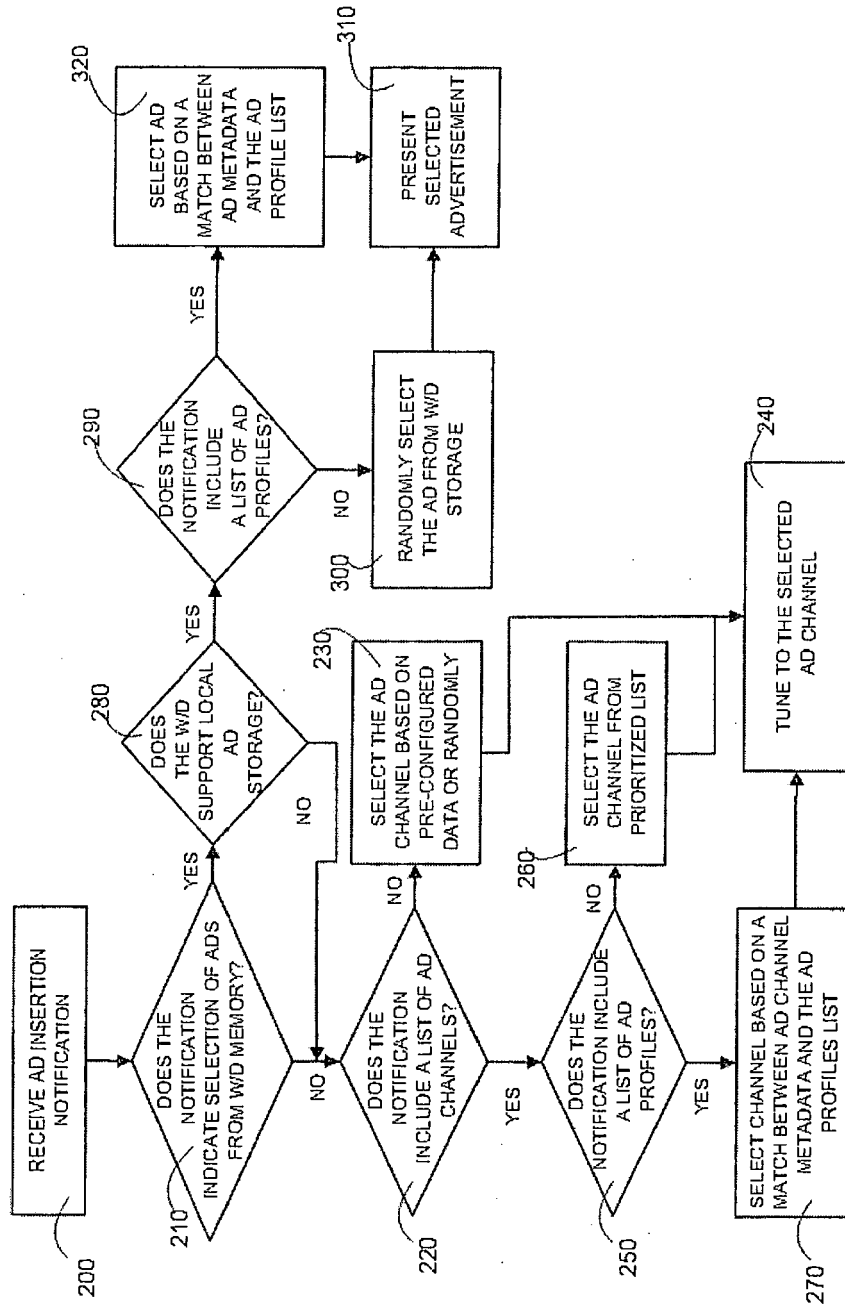 200
RECEIVE AD INSERTION
NOTIFICATION
210
DOES THE
NOTIFICATION
INDICATE SELECTION OF ADS
FROM W/D MEMORY?
YES
NO
280
DOES
THE W/D
SUPPORT LOCAL
AD
STORAGE?
YES
NO
290
DOES THE
NOTIFICATION
INCLUDE
A LIST OF AD
PROFILES?
YES
NO
320
SELECT AD
BASED ON A
MATCH BETWEEN
AD METADATA
AND THE AD
PROFILE LIST
300
RANDOMLY SELECT
THE AD FROM W/D
STORAGE
310
PRESENT
SELECTED
ADVERTISEMENT
220
DOES THE
NOTIFICATION
INCLUDE A LIST OF AD
CHANNELS?
NO
YES
230
SELECT THE AD
CHANNEL BASED ON
PRE-CONFIGURED
DATA OR RANDOMLY
250
DOES THE
NOTIFICATION INCLUDE
A LIST OF AD
PROFILES?
NO
YES
260
SELECT THE AD
CHANNEL FROM
PRIORITIZED LIST
270
SELECT CHANNEL BASED ON A
MATCH BETWEEN AD CHANNEL
METADATA AND THE AD
PROFILES LIST
240
TUNE TO THE SELECTED
AD CHANNEL